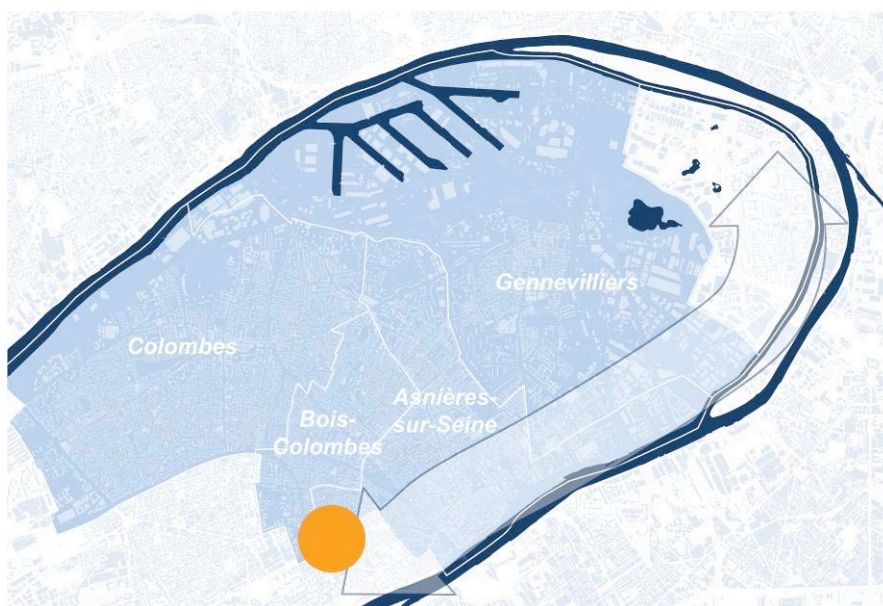 Gennevilliers
Colombes
Asnières-
sur-Seine
Bois-
Colombes